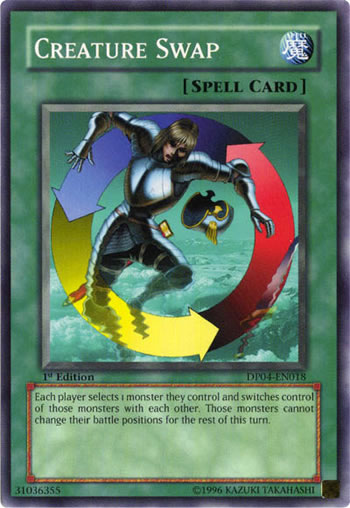 CREATURE SWAP
魔
[SPELL CARD]
1st Edition
DP04-EN018
Each player selects 1 monster they control and switches control
of those monsters with each other. Those monsters cannot
change their battle positions for the rest of this turn.
31036355
©1996 KAZUKI TAKAHASHI